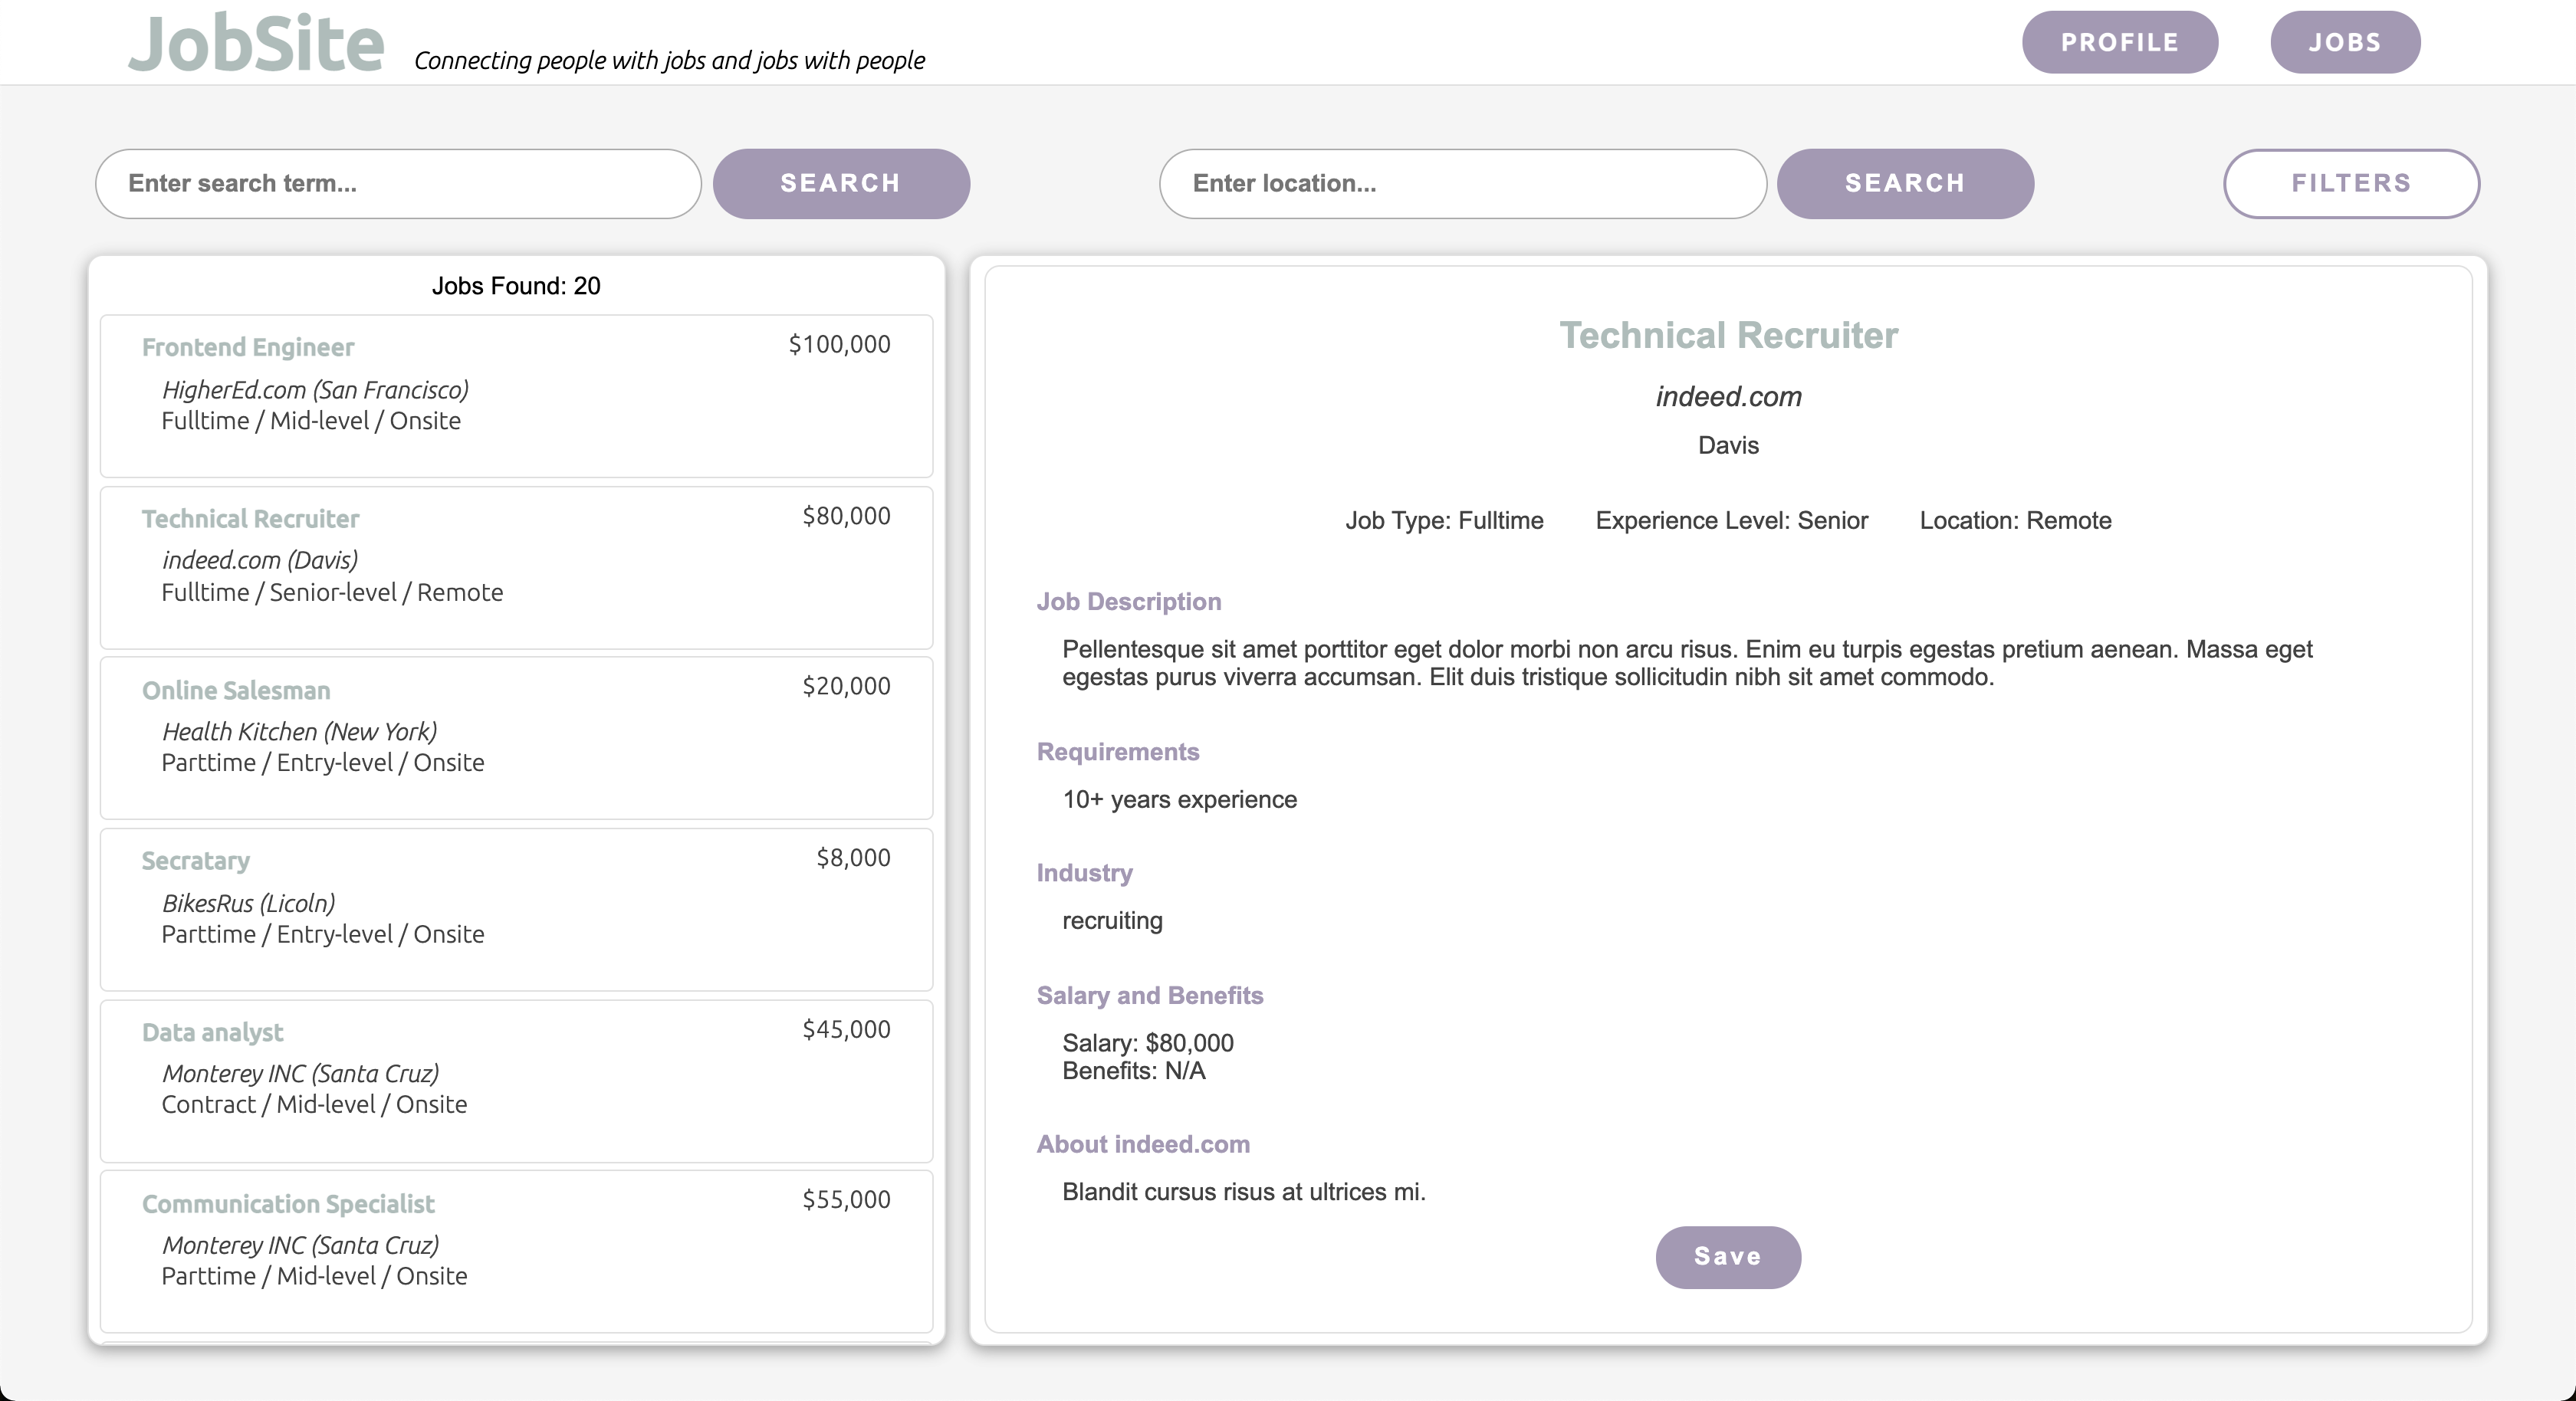 JobSite
Connecting people with jobs and jobs with people
PROFILE
JOBS
Enter search term...
SEARCH
Enter location...
SEARCH
FILTERS
Jobs Found: 20
Frontend Engineer
$100,000
HigherEd.com (San Francisco)
Fulltime / Mid-level / Onsite
Technical Recruiter
$80,000
indeed.com (Davis)
Fulltime / Senior-level / Remote
Online Salesman
$20,000
Health Kitchen (New York)
Parttime / Entry-level / Onsite
Secratary
$8,000
BikesRus (Licoln)
Parttime / Entry-level / Onsite
Data analyst
$45,000
Monterey INC (Santa Cruz)
Contract / Mid-level / Onsite
Communication Specialist
$55,000
Monterey INC (Santa Cruz)
Parttime / Mid-level / Onsite
Technical Recruiter
indeed.com
Davis
Job Type: Fulltime
Experience Level: Senior
Location: Remote
Job Description
Pellentesque sit amet porttitor eget dolor morbi non arcu risus. Enim eu turpis egestas pretium aenean. Massa eget
egestas purus viverra accumsan. Elit duis tristique sollicitudin nibh sit amet commodo.
Requirements
10+ years experience
Industry
recruiting
Salary and Benefits
Salary: $80,000
Benefits: N/A
About indeed.com
Blandit cursus risus at ultrices mi.
Save